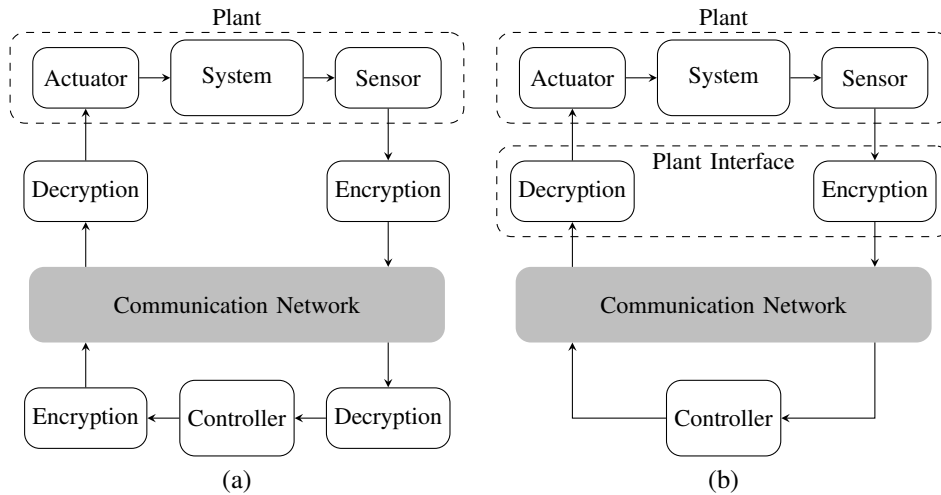 Plant
Actuator
System
Sensor
Decryption
Encryption
Communication Network
Encryption
Controller
Decryption
(a)
Plant
Actuator
System
Sensor
Plant Interface
Decryption
Encryption
Communication Network
Controller
(b)